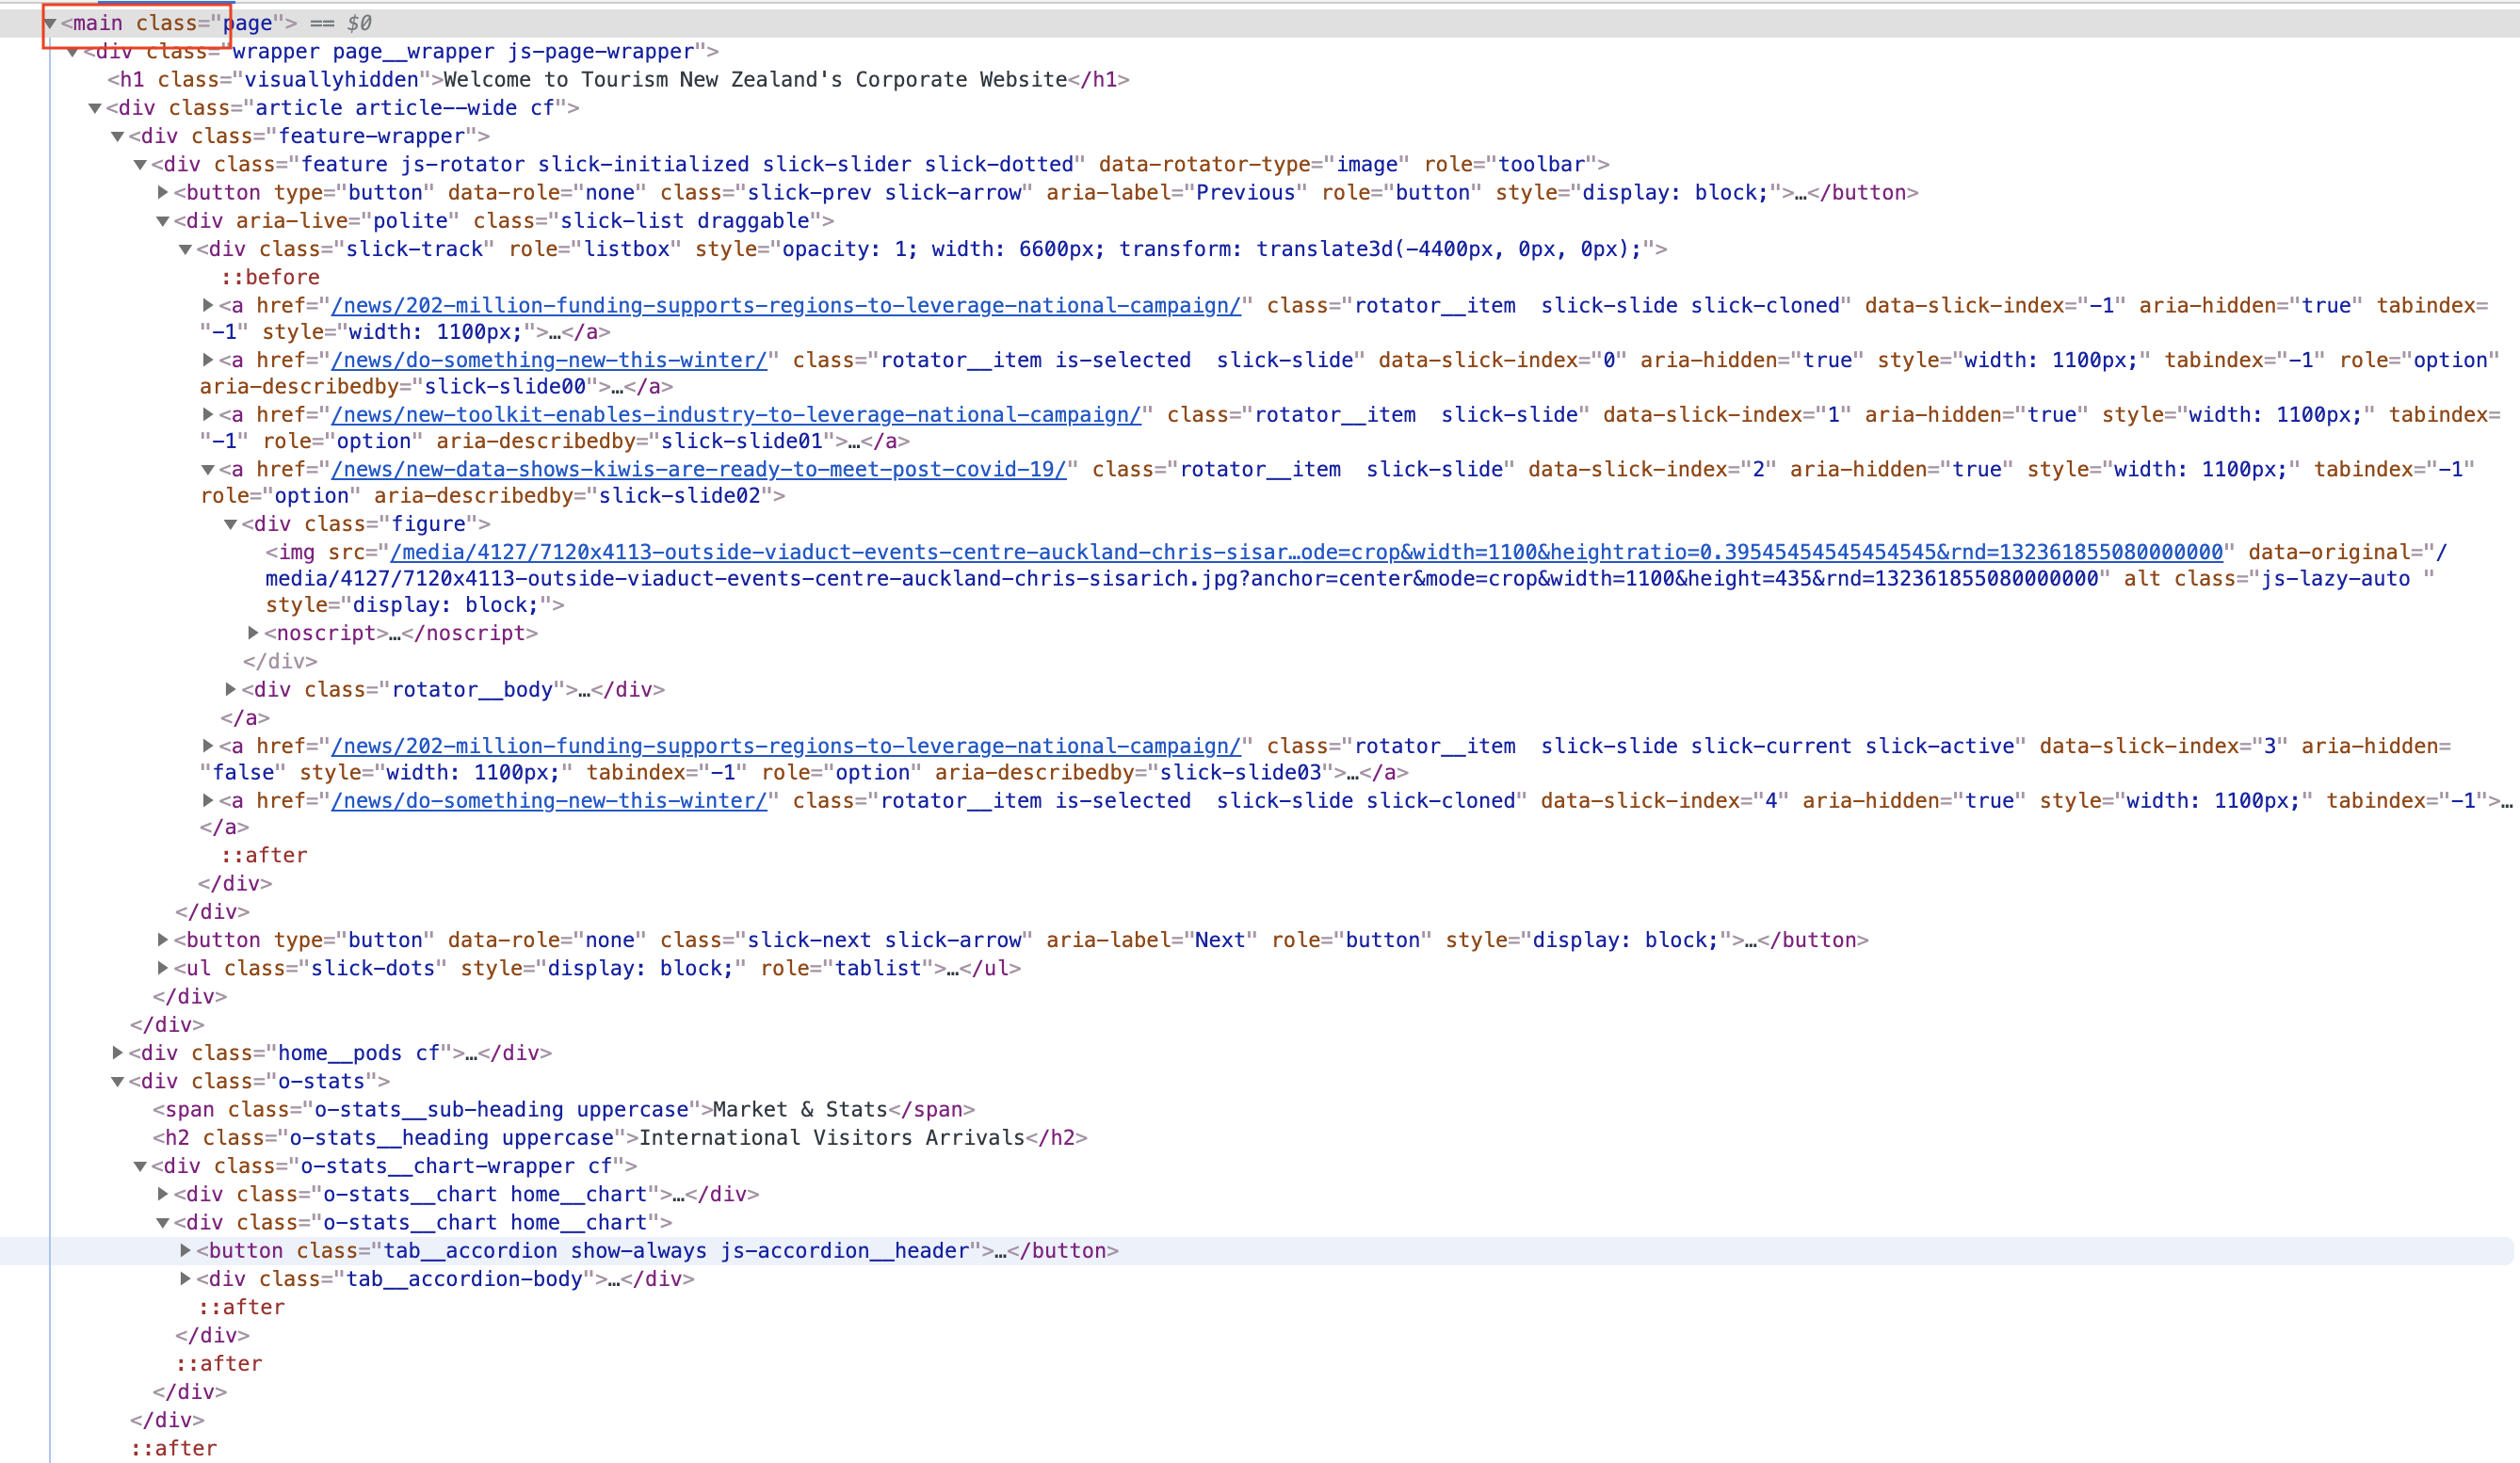 ▼<main class="page"> == $0
▼<div class="wrapper page__wrapper js-page-wrapper">
<h1 class="visuallyhidden">Welcome to Tourism New Zealand's Corporate Website</h1>
▼<div class="article article--wide cf">
▼<div class="feature-wrapper">
▼<div class="feature js-rotator slick-initialized slick-slider slick-dotted" data-rotator-type="image" role="toolbar">
▶<button type="button" data-role="none" class="slick-prev slick-arrow" aria-label="Previous" role="button" style="display: block;">…</button>
▼<div aria-live="polite" class="slick-list draggable">
▼<div class="slick-track" role="listbox" style="opacity: 1; width: 6600px; transform: translate3d(-4400px, 0px, 0px);">
::before
▶<a href="/news/202-million-funding-supports-regions-to-leverage-national-campaign/" class="rotator__item  slick-slide slick-cloned" data-slick-index="-1" aria-hidden="true" tabindex=
"-1" style="width: 1100px;">…</a>
▶<a href="/news/do-something-new-this-winter/" class="rotator__item is-selected  slick-slide" data-slick-index="0" aria-hidden="true" style="width: 1100px;" tabindex="-1" role="option"
aria-describedby="slick-slide00">…</a>
▶<a href="/news/new-toolkit-enables-industry-to-leverage-national-campaign/" class="rotator__item  slick-slide" data-slick-index="1" aria-hidden="true" style="width: 1100px;" tabindex=
"-1" role="option" aria-describedby="slick-slide01">…</a>
▼<a href="/news/new-data-shows-kiwis-are-ready-to-meet-post-covid-19/" class="rotator__item  slick-slide" data-slick-index="2" aria-hidden="true" style="width: 1100px;" tabindex="-1"
role="option" aria-describedby="slick-slide02">
▼<div class="figure">
<img src="/media/4127/7120x4113-outside-viaduct-events-centre-auckland-chris-sisar…ode=crop&width=1100&heightratio=0.39545454545454545&rnd=132361855080000000" data-original="/
media/4127/7120x4113-outside-viaduct-events-centre-auckland-chris-sisarich.jpg?anchor=center&mode=crop&width=1100&height=435&rnd=132361855080000000" alt class="js-lazy-auto "
style="display: block;">
▶<noscript>…</noscript>
</div>
▶<div class="rotator__body">…</div>
</a>
▶<a href="/news/202-million-funding-supports-regions-to-leverage-national-campaign/" class="rotator__item  slick-slide slick-current slick-active" data-slick-index="3" aria-hidden=
"false" style="width: 1100px;" tabindex="-1" role="option" aria-describedby="slick-slide03">…</a>
▶<a href="/news/do-something-new-this-winter/" class="rotator__item is-selected  slick-slide slick-cloned" data-slick-index="4" aria-hidden="true" style="width: 1100px;" tabindex="-1">…
</a>
::after
</div>
</div>
▶<button type="button" data-role="none" class="slick-next slick-arrow" aria-label="Next" role="button" style="display: block;">…</button>
▶<ul class="slick-dots" style="display: block;" role="tablist">…</ul>
</div>
</div>
▶<div class="home__pods cf">…</div>
▼<div class="o-stats">
<span class="o-stats__sub-heading uppercase">Market & Stats</span>
<h2 class="o-stats__heading uppercase">International Visitors Arrivals</h2>
▼<div class="o-stats__chart-wrapper cf">
▶<div class="o-stats__chart home__chart">…</div>
▼<div class="o-stats__chart home__chart">
▶<button class="tab__accordion show-always js-accordion__header">…</button>
▶<div class="tab__accordion-body">…</div>
::after
</div>
::after
</div>
</div>
::after